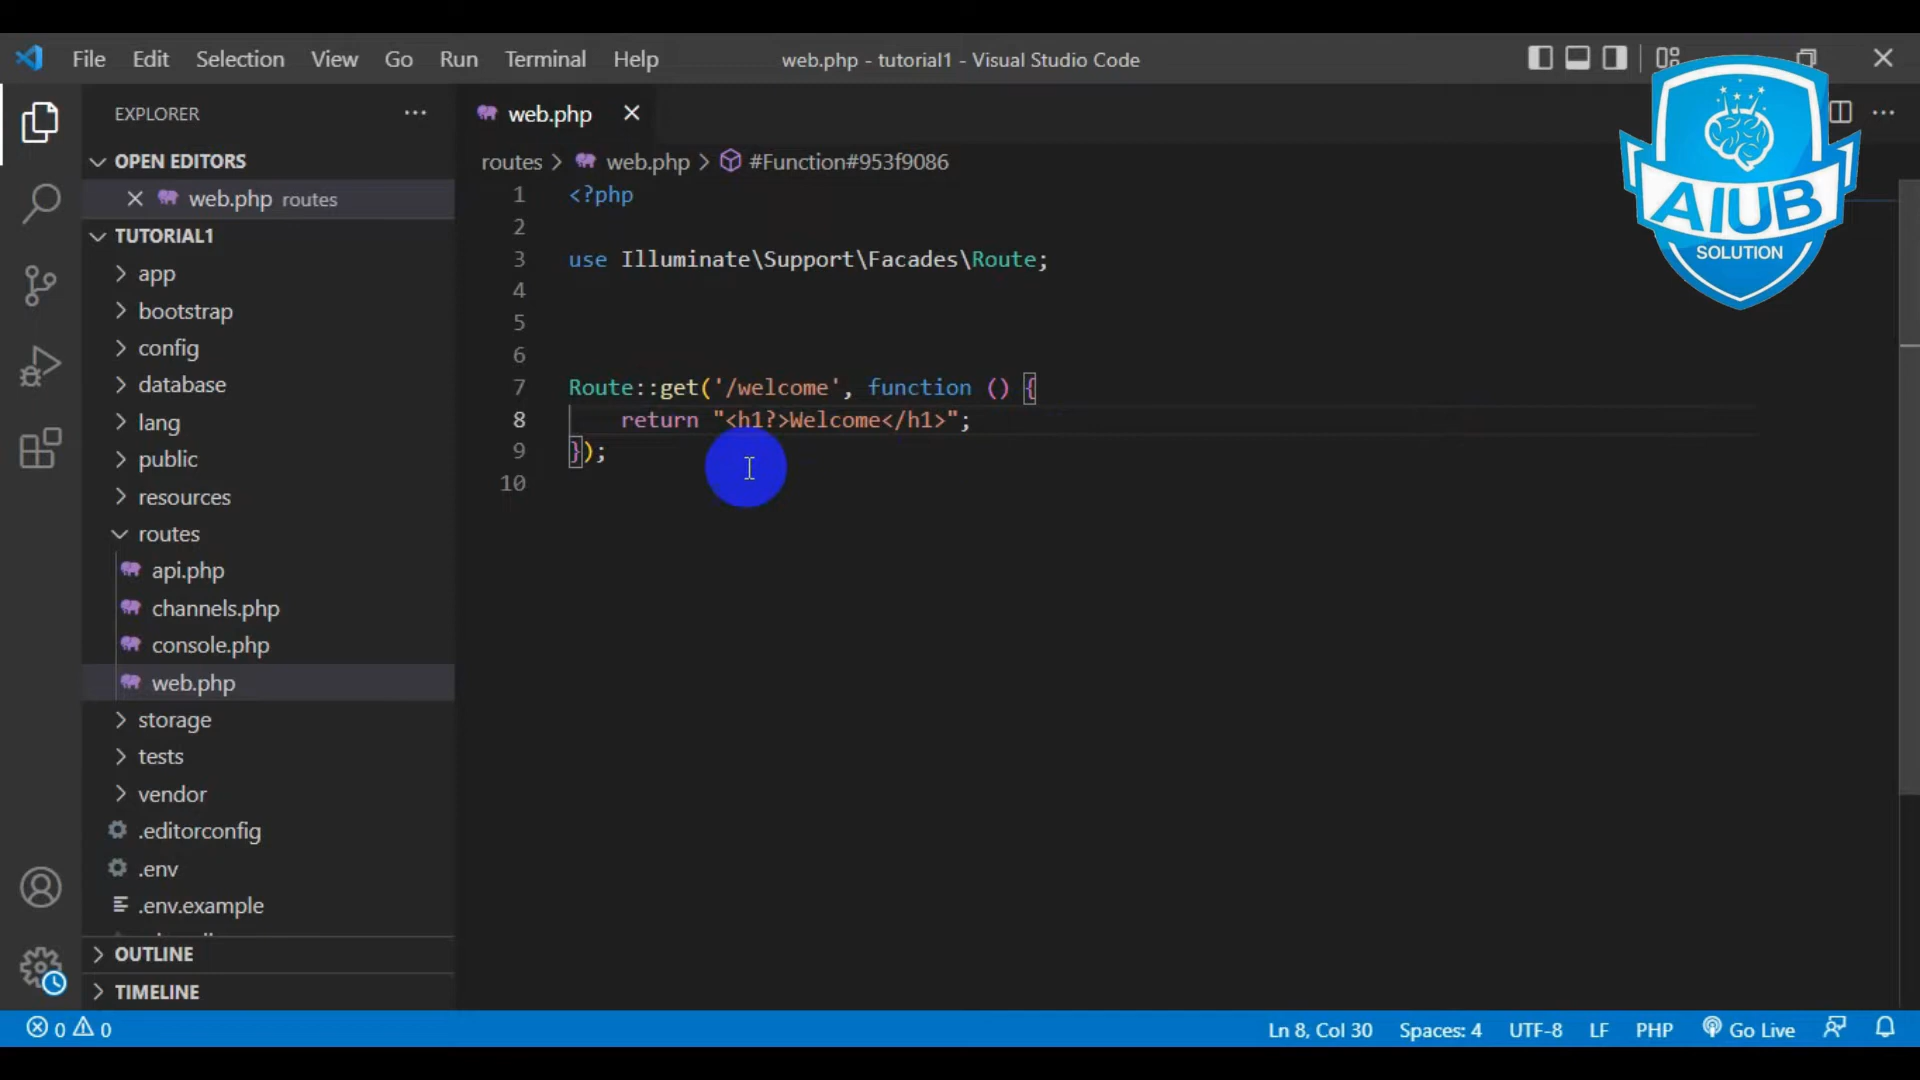 File Edit Selection View Go Run Terminal Help
web.php - tutorial1 - Visual Studio Code
EXPLORER
web.php
OPEN EDITORS
web.php routes
TUTORIAL1
app
bootstrap
config
database
lang
public
resources
routes
api.php
channels.php
console.php
web.php
storage
tests
vendor
.editorconfig
.env
.env.example
OUTLINE
TIMELINE
routes > web.php > #Function#953f9086
1 <?php
2
3 use Illuminate\Support\Facades\Route;
4
5
6
7 Route::get('/welcome', function () {
8 return "<h1?>Welcome</h1>";
9 });
10
AIUB
SOLUTION
0 0
Ln 8, Col 30 Spaces: 4 UTF-8 LF PHP Go Live